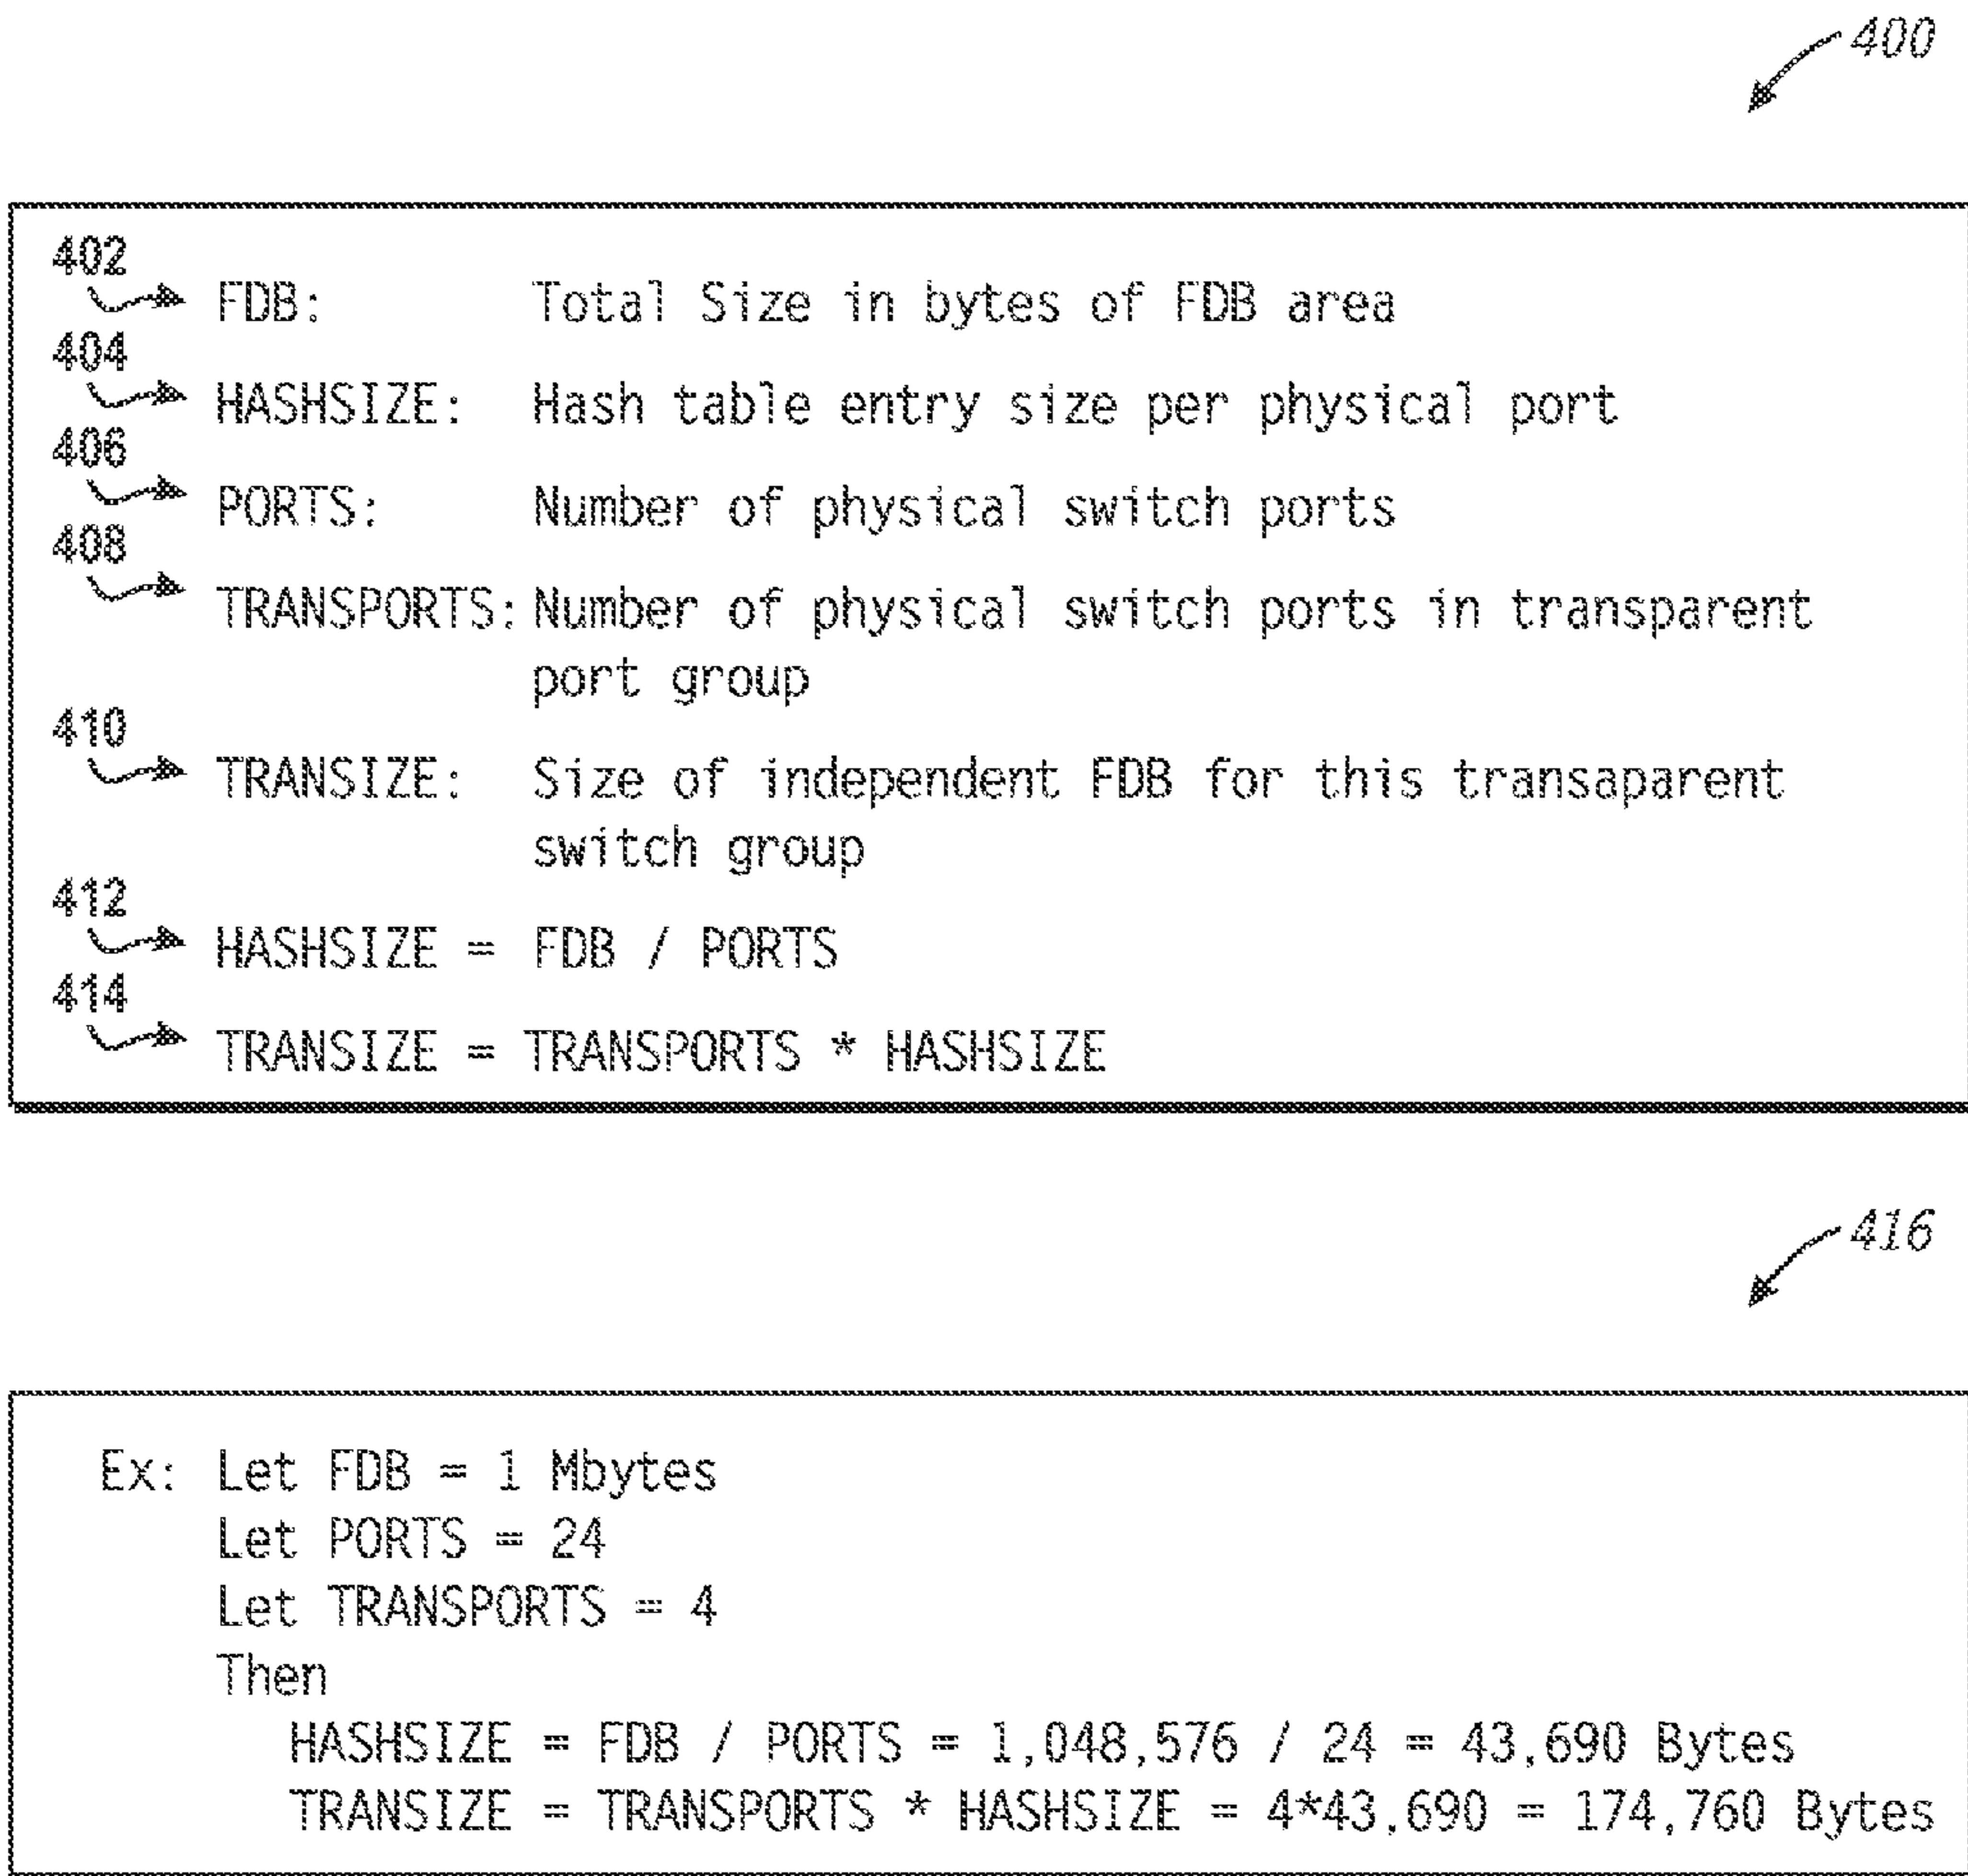 400
402
FDB: Total Size in bytes of FDB area
404
HASHSIZE: Hash table entry size per physical port
406
PORTS: Number of physical switch ports
408
TRANSPORTS: Number of physical switch ports in transparent
port group
410
TRANSIZE: Size of independent FDB for this transaparent
switch group
412
HASHSIZE = FDB / PORTS
414
TRANSIZE = TRANSPORTS * HASHSIZE
416
Ex: Let FDB = 1 Mbytes
Let PORTS = 24
Let TRANSPORTS = 4
Then
HASHSIZE = FDB / PORTS = 1,048,576 / 24 = 43,690 Bytes
TRANSIZE = TRANSPORTS * HASHSIZE = 4*43,690 = 174,760 Bytes